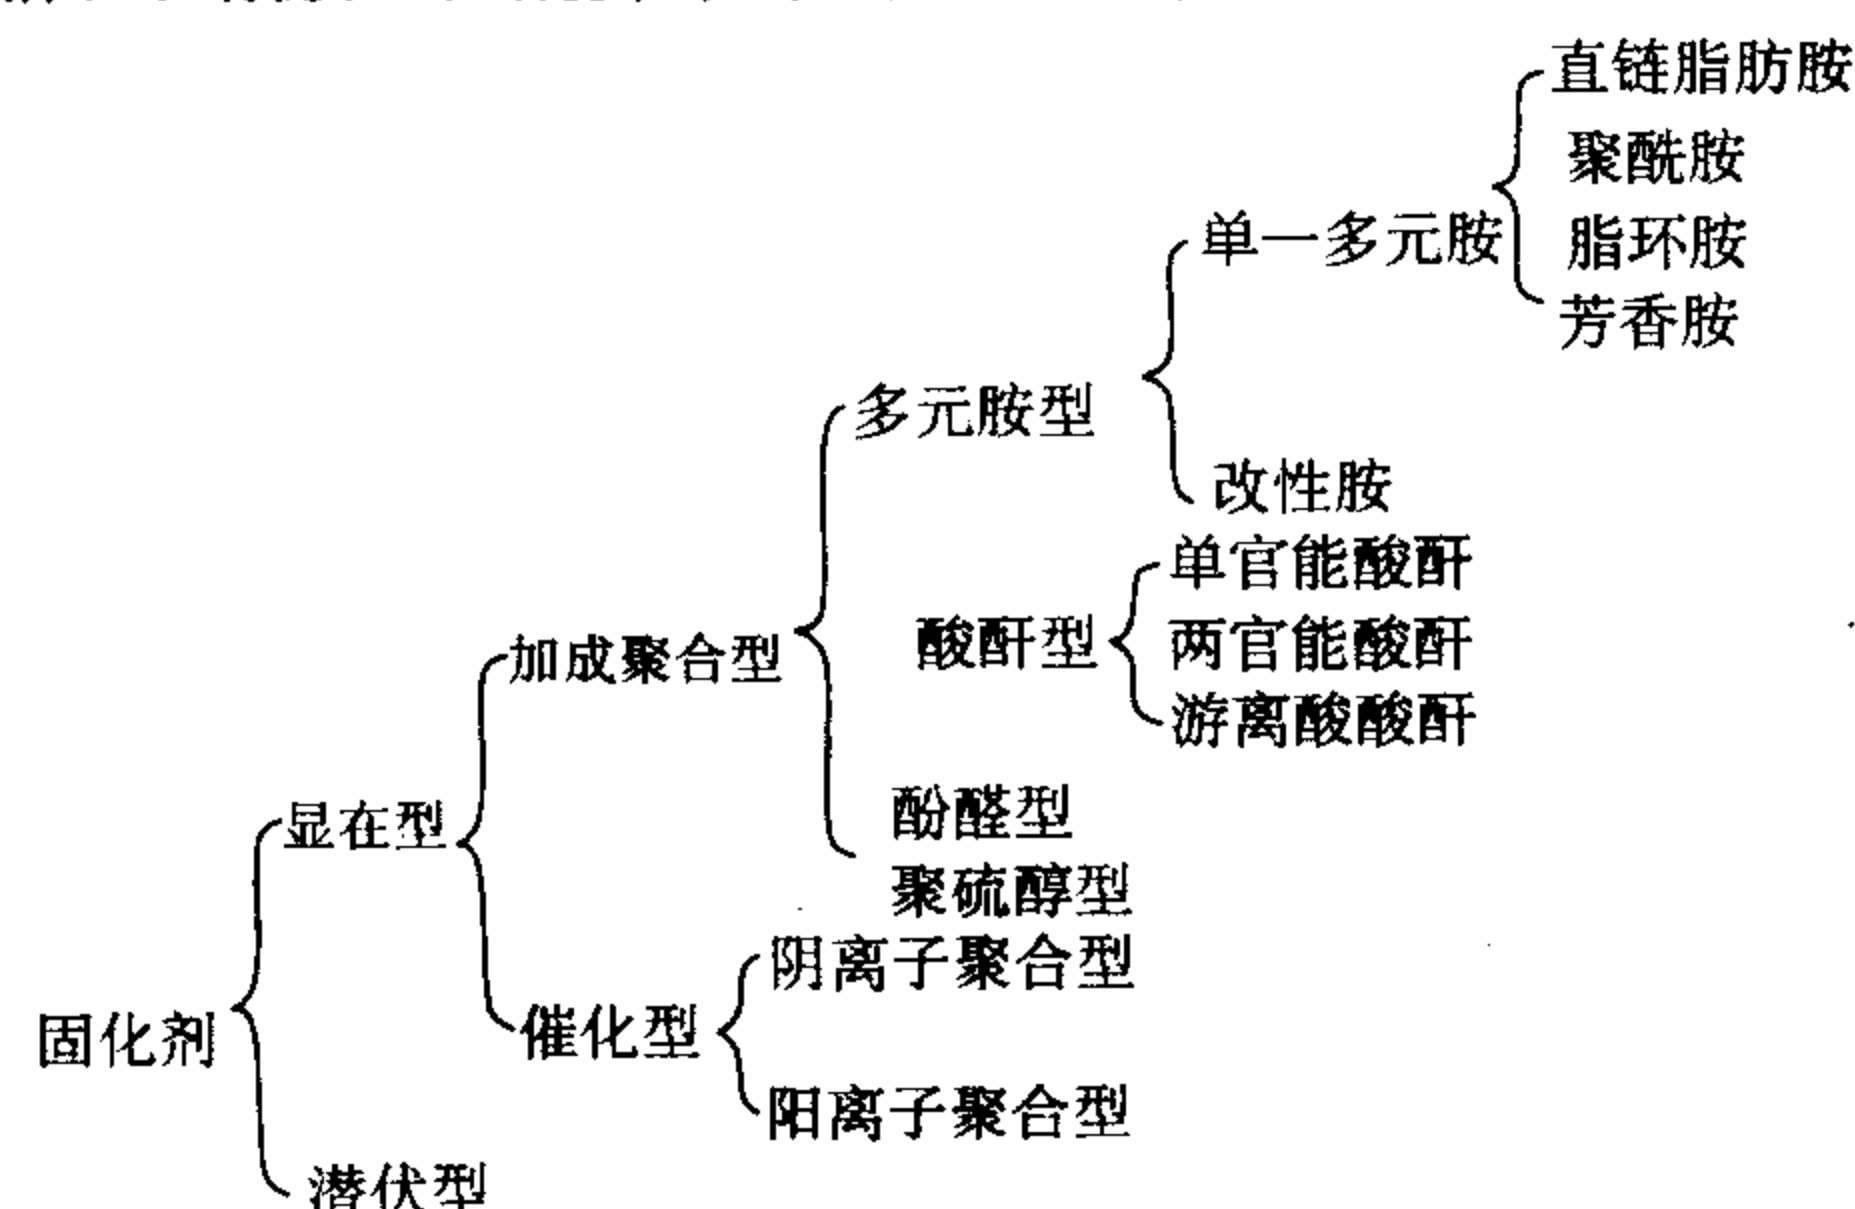 直链脂肪胺
聚酰胺
单一多元胺
脂环胺
芳香胺
多元胺型
改性胺
单官能酸酐
加成聚合型
酸酐型
两官能酸酐
游离酸酸酐
显在型
酚醛型
聚硫醇型
阴离子聚合型
固化剂
催化型
阳离子聚合型
潜伏型